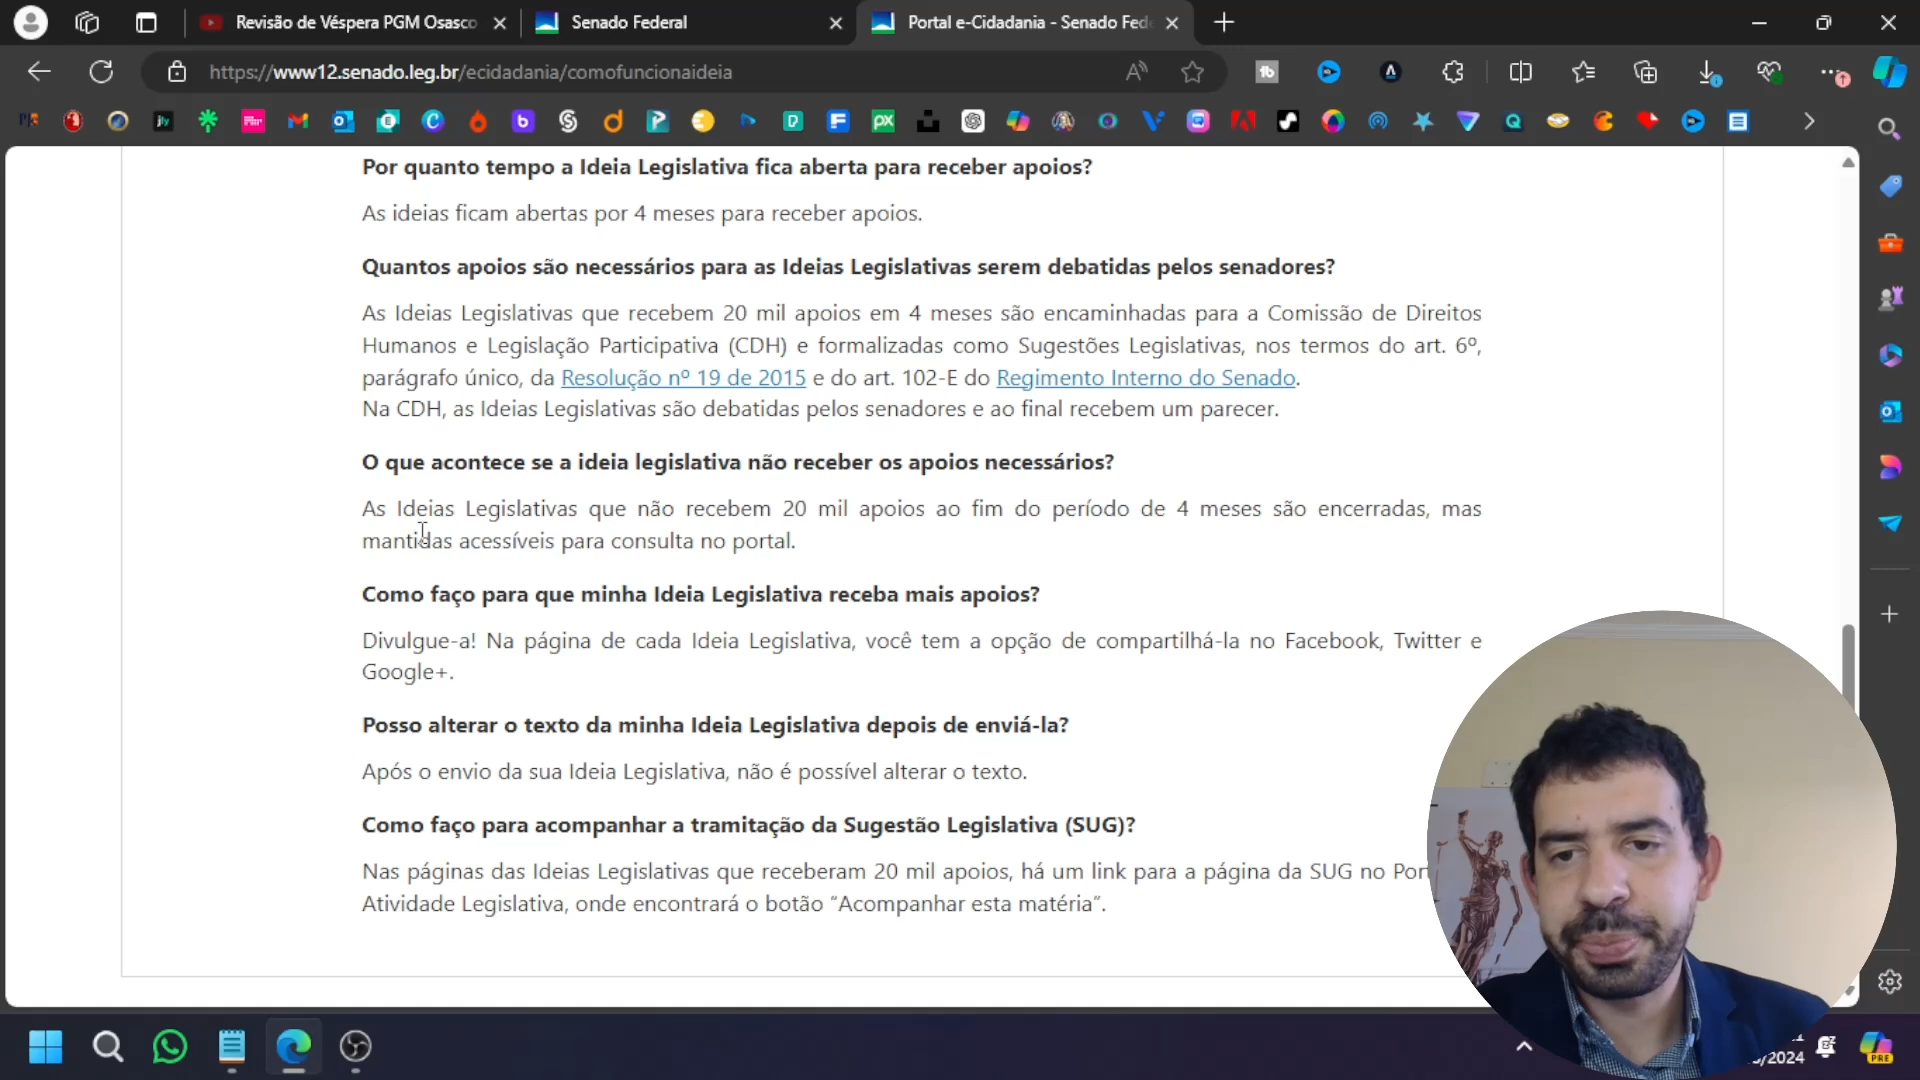 Revisão de Véspera PGM Osasco
Senado Federal
Portal e-Cidadania - Senado Fede
https://www12.senado.leg.br/ecidadania/comofuncionaideia
Por quanto tempo a Ideia Legislativa fica aberta para receber apoios?
As ideias ficam abertas por 4 meses para receber apoios.
Quantos apoios são necessários para as Ideias Legislativas serem debatidas pelos senadores?
As Ideias Legislativas que recebem 20 mil apoios em 4 meses são encaminhadas para a Comissão de Direitos
Humanos e Legislação Participativa (CDH) e formalizadas como Sugestões Legislativas, nos termos do art. 6º,
parágrafo único, da Resolução nº 19 de 2015 e do art. 102-E do Regimento Interno do Senado.
Na CDH, as Ideias Legislativas são debatidas pelos senadores e ao final recebem um parecer.
O que acontece se a ideia legislativa não receber os apoios necessários?
As Ideias Legislativas que não recebem 20 mil apoios ao fim do período de 4 meses são encerradas, mas
mantidas acessíveis para consulta no portal.
Como faço para que minha Ideia Legislativa receba mais apoios?
Divulgue-a! Na página de cada Ideia Legislativa, você tem a opção de compartilhá-la no Facebook, Twitter e
Google+.
Posso alterar o texto da minha Ideia Legislativa depois de enviá-la?
Após o envio da sua Ideia Legislativa, não é possível alterar o texto.
Como faço para acompanhar a tramitação da Sugestão Legislativa (SUG)?
Nas páginas das Ideias Legislativas que receberam 20 mil apoios, há um link para a página da SUG no Por
Atividade Legislativa, onde encontrará o botão “Acompanhar esta matéria”.
/2024
PRE